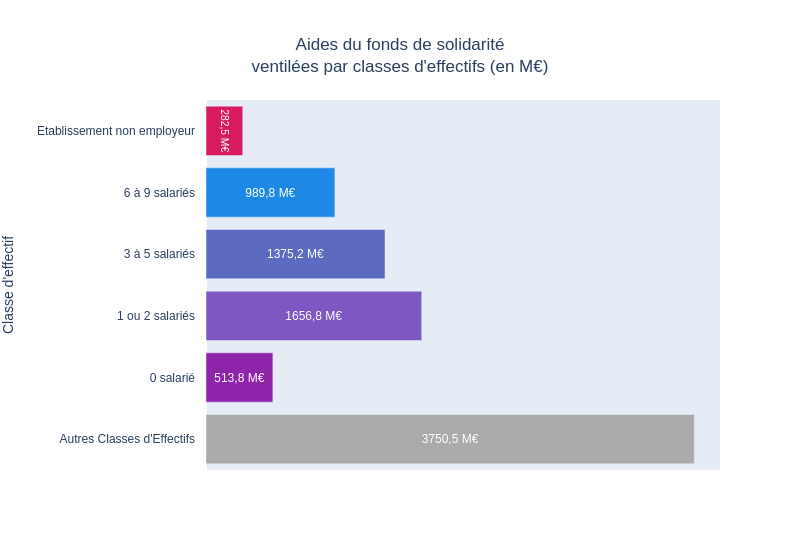 Aides du fonds de solidarité
ventilées par classes d'effectifs (en M€)
Classe d'effectif
Etablissement non employeur
282,5 M€
6 à 9 salariés
989,8 M€
3 à 5 salariés
1375,2 M€
1 ou 2 salariés
1656,8 M€
0 salarié
513,8 M€
Autres Classes d'Effectifs
3750,5 M€